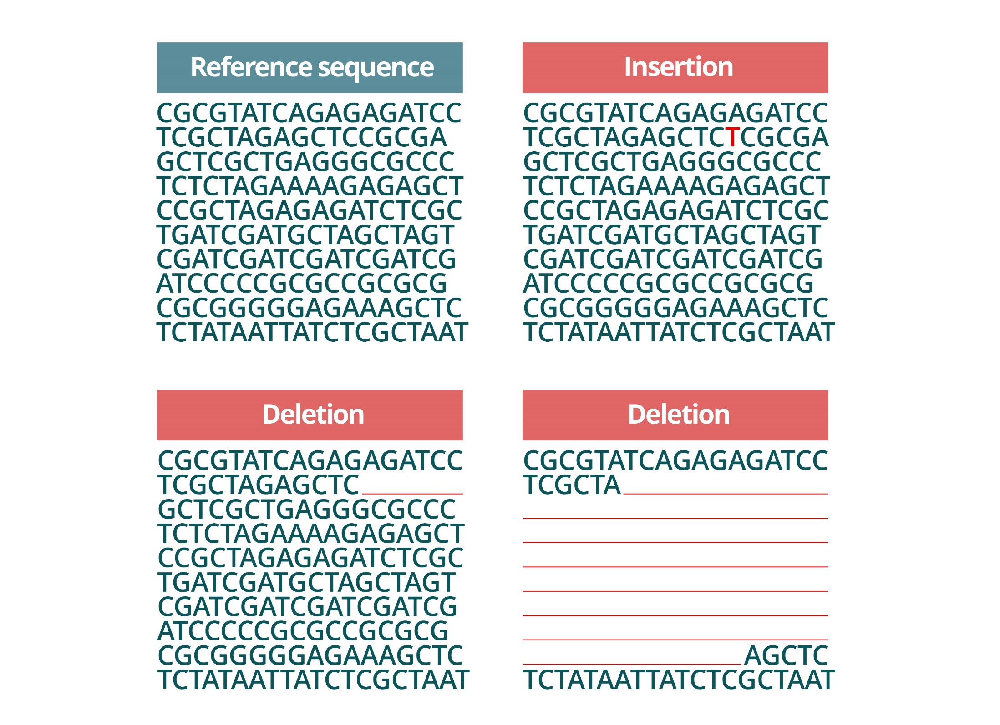 Reference sequence
CGCGTATCAGAGAGATCC
TCGCTAGAGCTCCGCGA
GCTCGCTGAGGGCGCCC
TCTCTAGAAAAGAGAGCT
CCGCTAGAGAGATCTCGC
TGATCGATGCTAGCTAGT
CGATCGATCGATCGATCG
ATCCCCCGCGCCGCGCG
CGCGGGGGAGAAAGCTC
TCTATAATTATCTCGCTAAT
Insertion
CGCGTATCAGAGAGATCC
TCGCTAGAGCTCTCGCGA
GCTCGCTGAGGGCGCCC
TCTCTAGAAAAGAGAGCT
CCGCTAGAGAGATCTCGC
TGATCGATGCTAGCTAGT
CGATCGATCGATCGATCG
ATCCCCCGCGCCGCGCG
CGCGGGGGAGAAAGCTC
TCTATAATTATCTCGCTAAT
Deletion
CGCGTATCAGAGAGATCC
TCGCTAGAGCTC
GCTCGCTGAGGGCGCCC
TCTCTAGAAAAGAGAGCT
CCGCTAGAGAGATCTCGC
TGATCGATGCTAGCTAGT
CGATCGATCGATCGATCG
ATCCCCCGCGCCGCGCG
CGCGGGGGAGAAAGCTC
TCTATAATTATCTCGCTAAT
Deletion
CGCGTATCAGAGAGATCC
TCGCTA
AGCTC
TCTATAATTATCTCGCTAAT